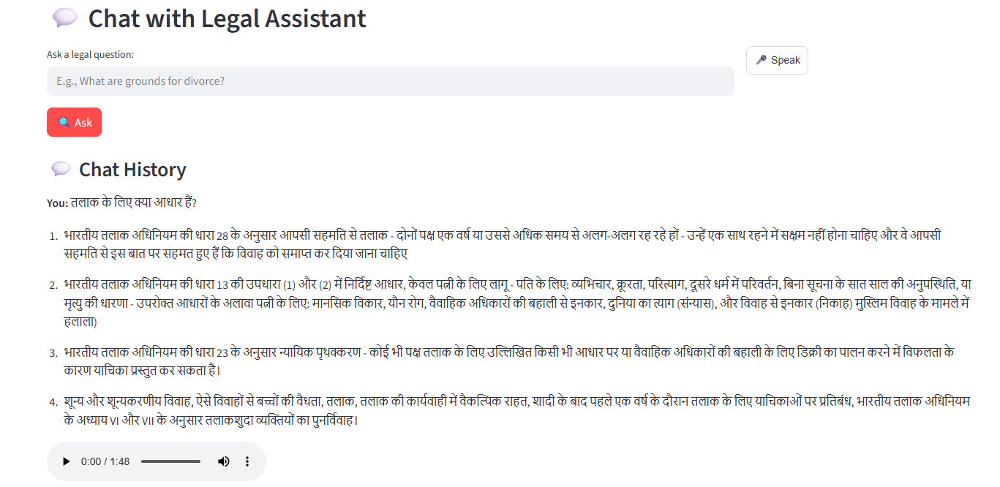 Chat with Legal Assistant
Ask a legal question:
E.g., What are grounds for divorce?
Speak
Ask
Chat History
You: तलाक के लिए क्या आधार हैं?
1. भारतीय तलाक अधिनियम की धारा 28 के अनुसार आपसी सहमति से तलाक - दोनों पक्ष एक वर्ष या उससे अधिक समय से अलग-अलग रह रहे हों - उन्हें एक साथ रहने में सक्षम नहीं होना चाहिए और वे आपसी
सहमति से इस बात पर सहमत हुए हैं कि विवाह को समाप्त कर दिया जाना चाहिए
2. भारतीय तलाक अधिनियम की धारा 13 की उपधारा (1) और (2) में निर्दिष्ट आधार, केवल पत्नी के लिए लागू - पति के लिए: व्यभिचार, क्रूरता, परित्याग, दूसरे धर्म में परिवर्तन, बिना सूचना के सात साल की अनुपस्थिति, या
मृत्यु की धारणा - उपरोक्त आधारों के अलावा पत्नी के लिए: मानसिक विकार, यौन रोग, वैवाहिक अधिकारों की बहाली से इनकार, दुनिया का त्याग (संन्यास), और विवाह से इनकार (निकाह) मुस्लिम विवाह के मामले में
हलाला)
3. भारतीय तलाक अधिनियम की धारा 23 के अनुसार न्यायिक पृथक्करण - कोई भी पक्ष तलाक के लिए उल्लिखित किसी भी आधार पर या वैवाहिक अधिकारों की बहाली के लिए डिक्री का पालन करने में विफलता के
कारण याचिका प्रस्तुत कर सकता है।
4. शून्य और शून्यकरणीय विवाह, ऐसे विवाहों से बच्चों की वैधता, तलाक, तलाक की कार्यवाही में वैकल्पिक राहत, शादी के बाद पहले एक वर्ष के दौरान तलाक के लिए याचिकाओं पर प्रतिबंध, भारतीय तलाक अधिनियम
के अध्याय VI और VII के अनुसार तलाकशुदा व्यक्तियों का पुनर्विवाह।
0:00 / 1:48